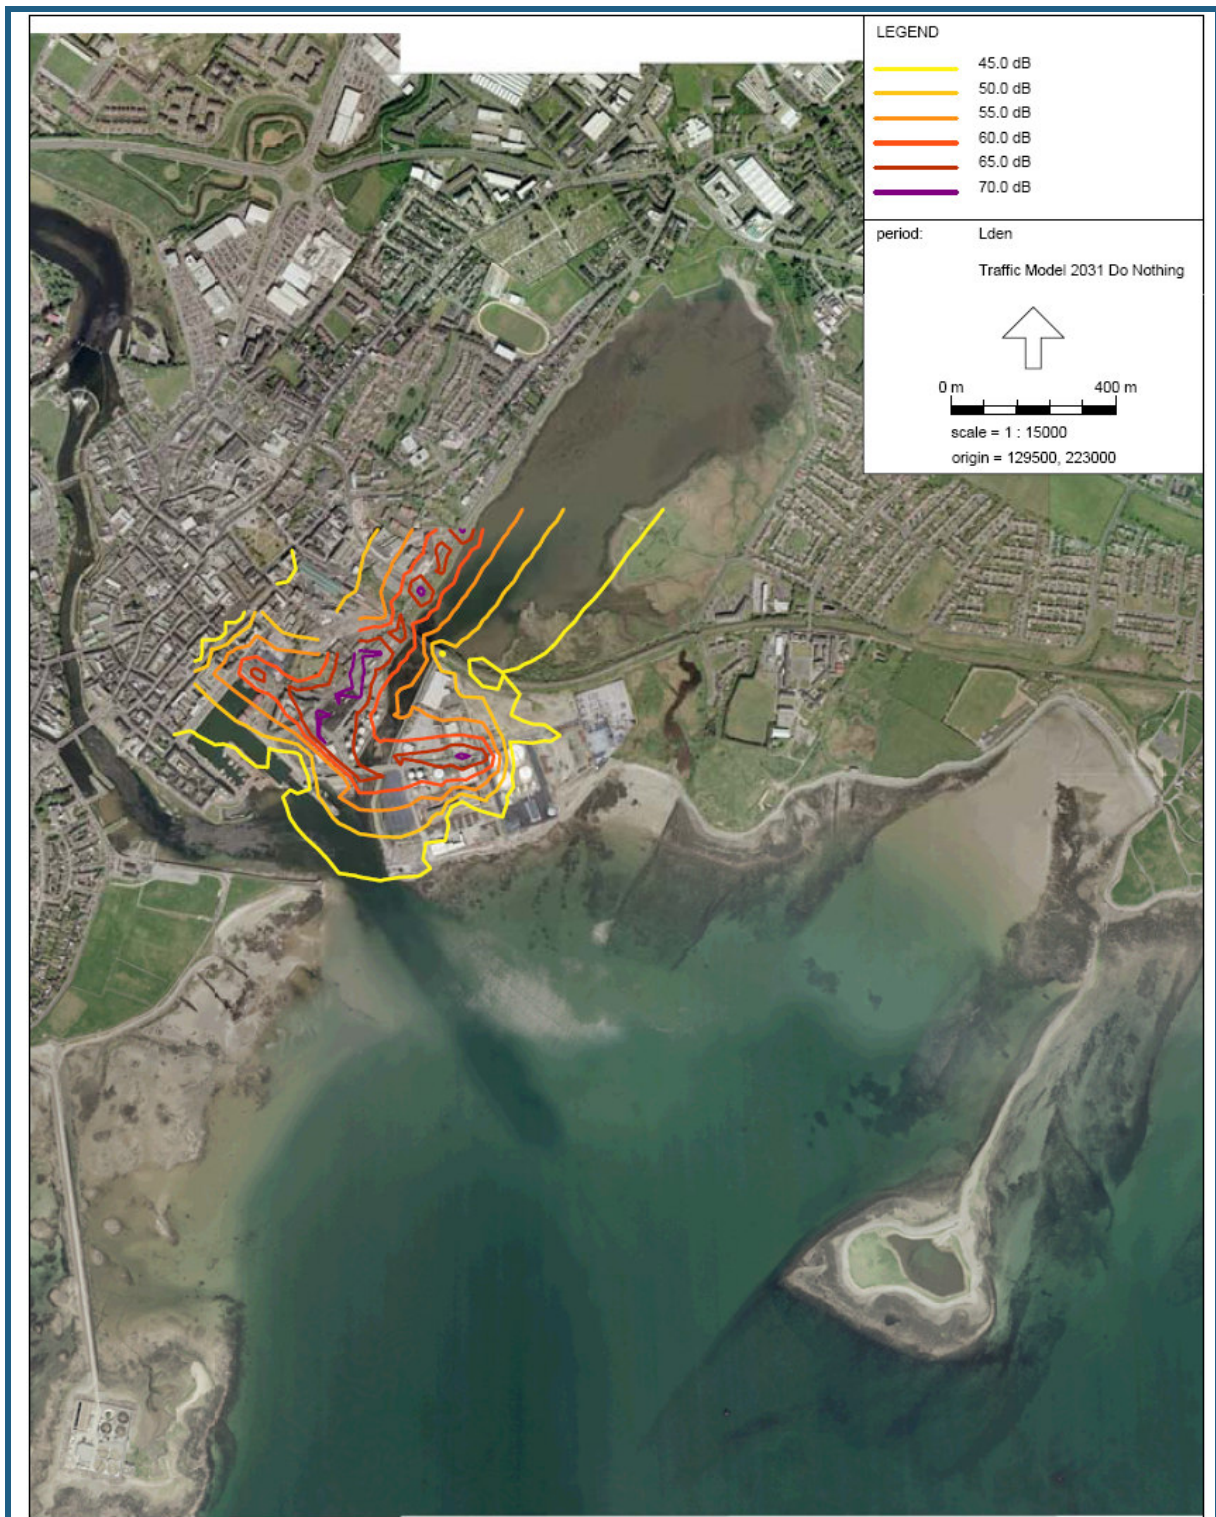 LEGEND
45.0 dB
50.0 dB
55.0 dB
60.0 dB
65.0 dB
70.0 dB
period: Lden
Traffic Model 2031 Do Nothing
0 m 400 m
scale = 1 : 15000
origin = 129500, 223000